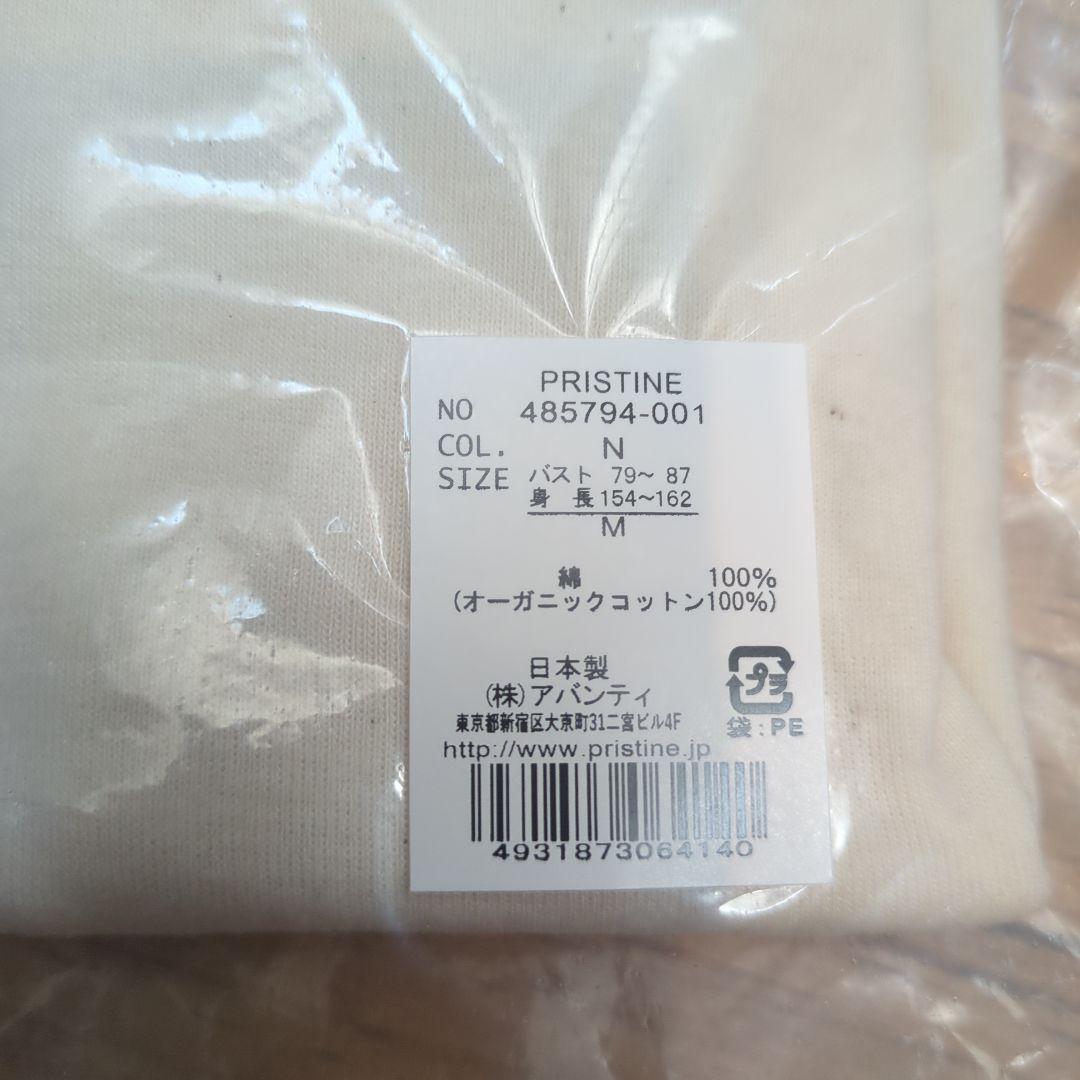 PRISTINE
NO 485794-001
COL. N
SIZE バスト 79〜 87
身 長 154〜162
M
綿 100%
(オーガニックコットン100%)
日本製
(株)アバンティ
東京都新宿区大京町31二宮ビル4F
プラ
袋:PE
http://www.pristine.jp
4931873064140